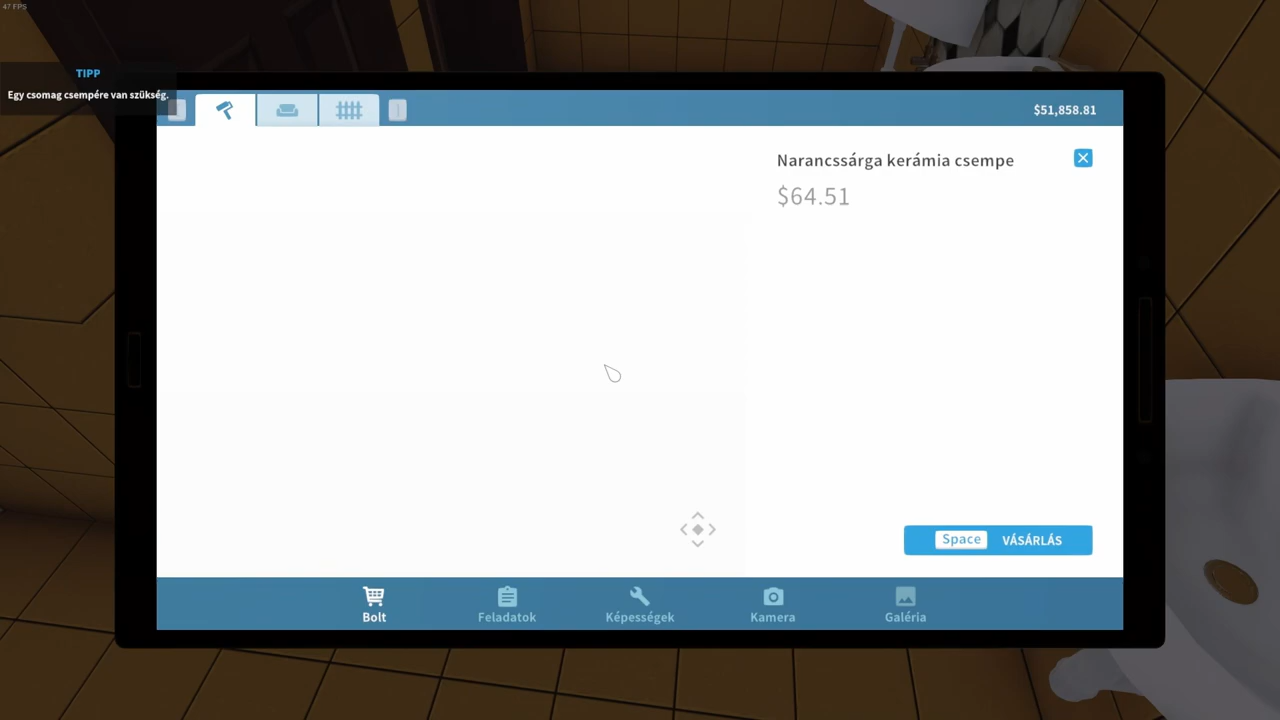 47 FPS
TIPP
Egy csomag csempére van szükség.
$51,858.81
Narancssárga kerámia csempe
$64.51
Space VÁSÁRLÁS
Bolt Feladatok Képességek Kamera Galéria